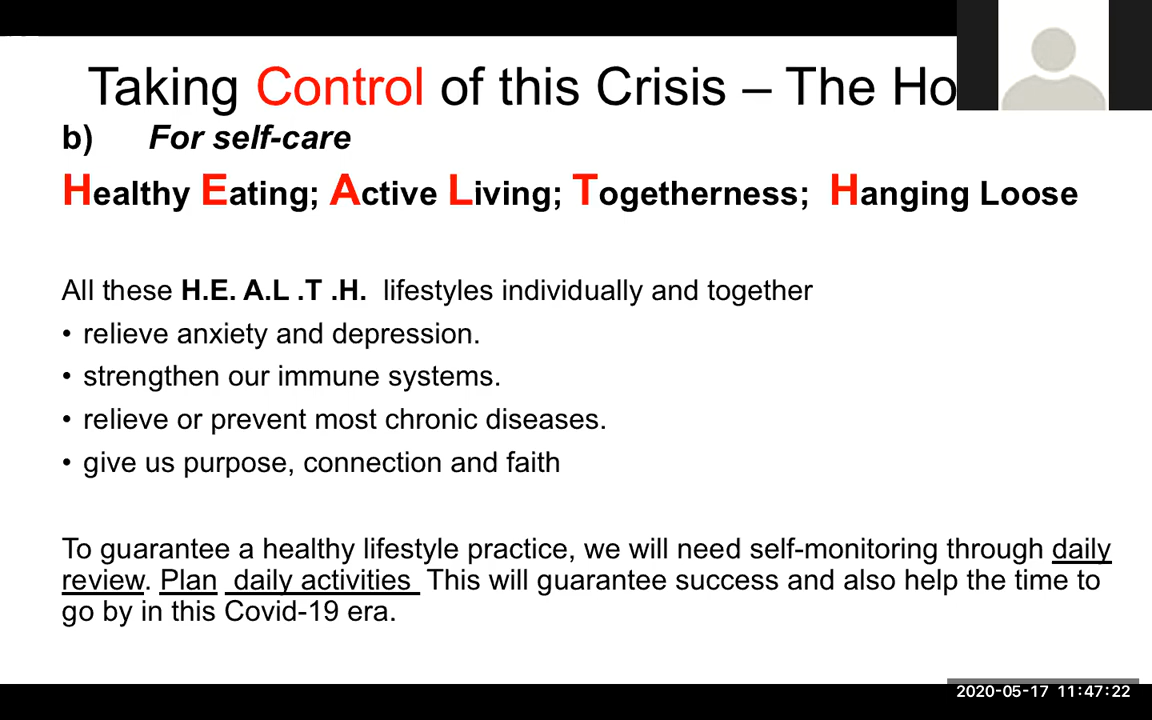 Taking Control of this Crisis – The Ho
b) For self-care
Healthy Eating; Active Living; Togetherness; Hanging Loose
All these H.E. A.L .T .H. lifestyles individually and together
• relieve anxiety and depression.
• strengthen our immune systems.
• relieve or prevent most chronic diseases.
• give us purpose, connection and faith
To guarantee a healthy lifestyle practice, we will need self-monitoring through daily
review. Plan daily activities This will guarantee success and also help the time to
go by in this Covid-19 era.
2020-05-17 11:47:22